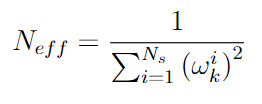 N_{eff} = \frac{1}{\sum_{i=1}^{N_s} \left( \omega_k^i \right)^2}